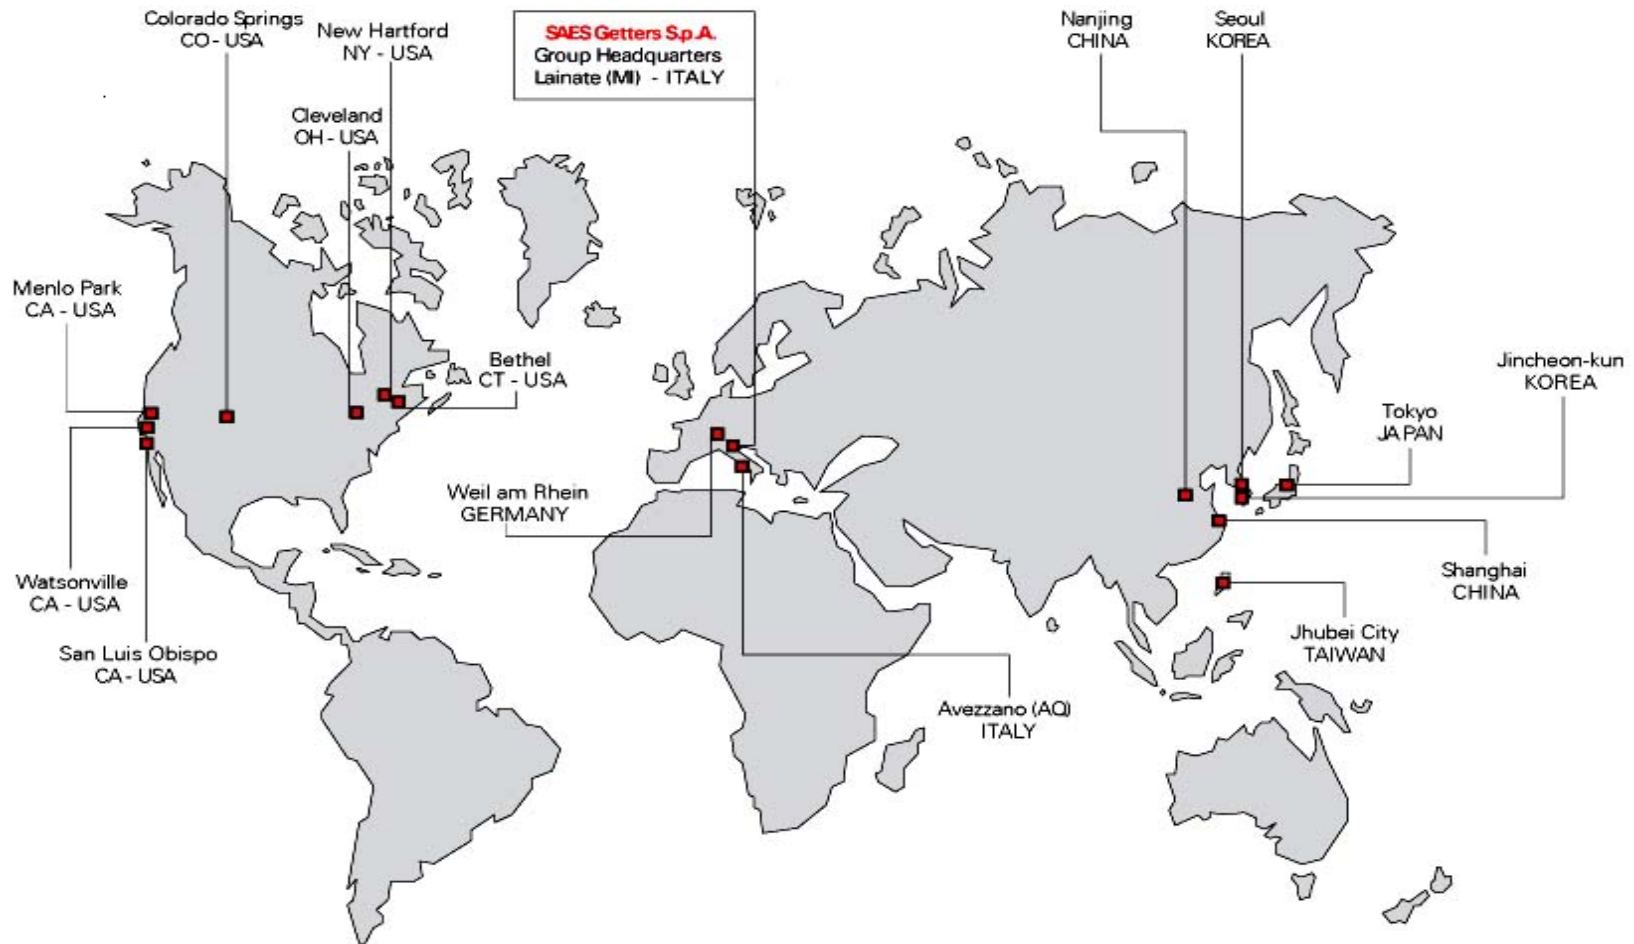 Colorado Springs
CO - USA
New Hartford
NY - USA
SAES Getters S.p.A.
Group Headquarters
Lainate (MI) - ITALY
Nanjing
CHINA
Seoul
KOREA
Cleveland
OH - USA
Menlo Park
CA - USA
Bethel
CT - USA
Jincheon-kun
KOREA
Tokyo
JAPAN
Weil am Rhein
GERMANY
Watsonville
CA - USA
Shanghai
CHINA
Jhubei City
TAIWAN
San Luis Obispo
CA - USA
Avezzano (AQ)
ITALY